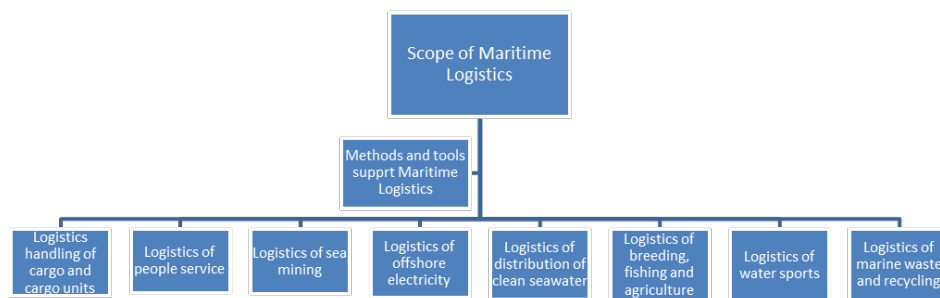 Scope of Maritime
Logistics
Methods and tools
supprt Maritime
Logistics
Logistics
handling of
cargo and
cargo units
Logistics of
people service
Logistics of sea
mining
Logistics of
offshore
electricity
Logistics of
distribution of
clean seawater
Logistics of
breeding,
fishing and
agriculture
Logistics of
water sports
Logistics of
marine waste
and recycling